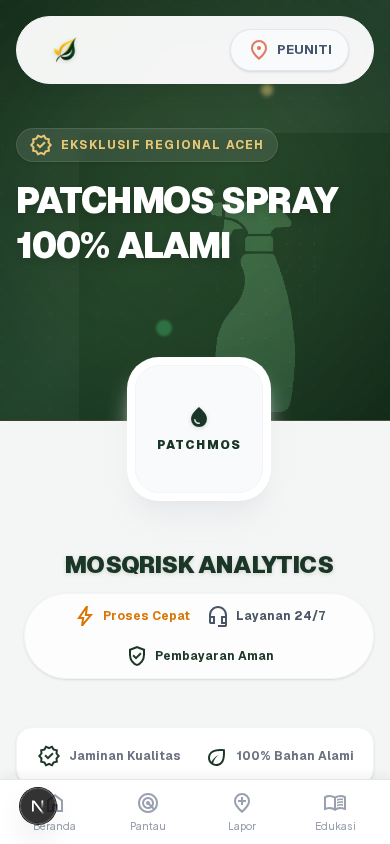 PEUNITI
EKSKLUSIF REGIONAL ACEH
PATCHMOS SPRAY
100% ALAMI
PATCHMOS
MOSQRISK ANALYTICS
Proses Cepat
Layanan 24/7
Pembayaran Aman
Jaminan Kualitas
100% Bahan Alami
N
Beranda
Pantau
Lapor
Edukasi